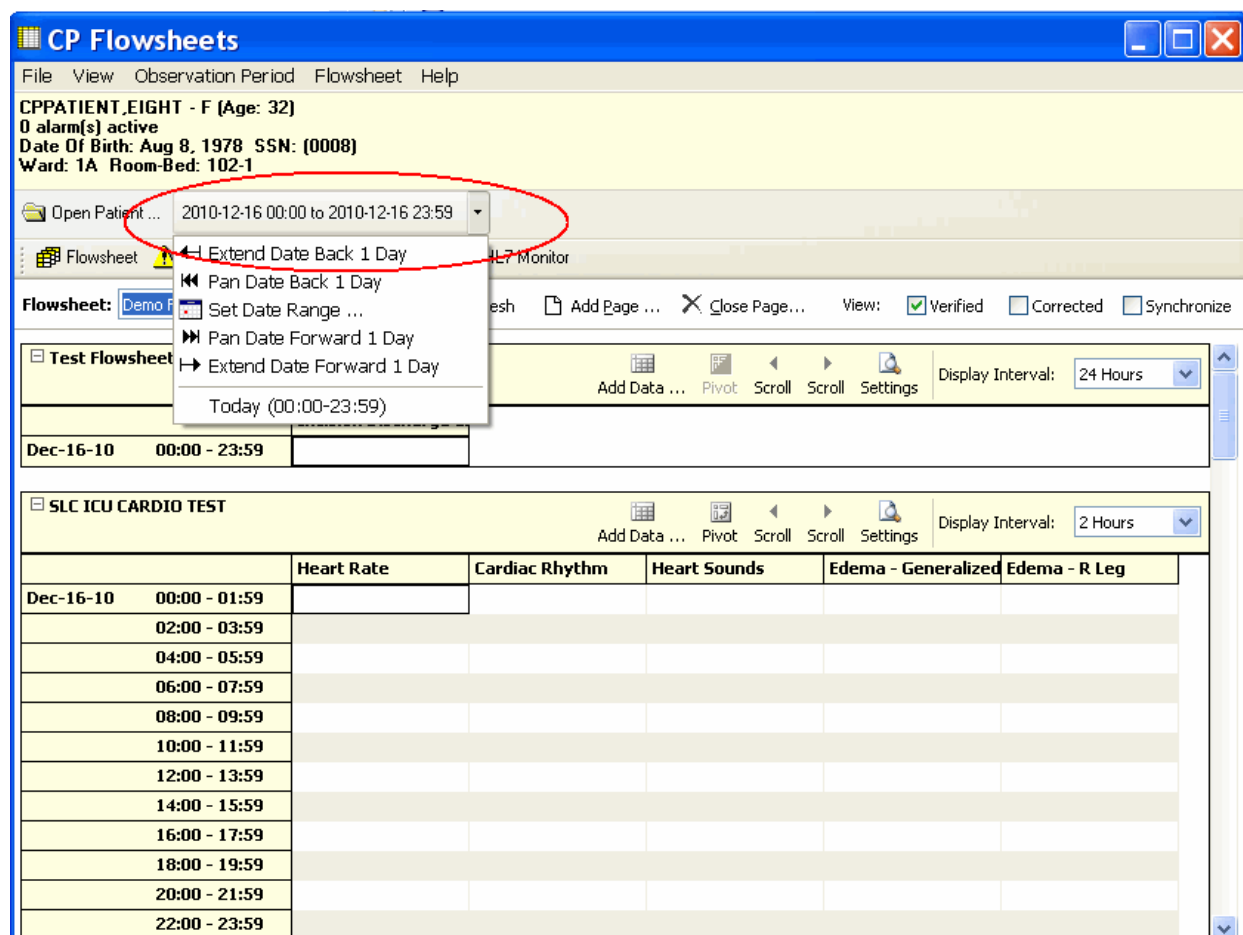 CP Flowsheets
File View Observation Period Flowsheet Help
CPPATIENT,EIGHT - F (Age: 32)
0 alarm(s) active
Date Of Birth: Aug 8, 1978 SSN: (0008)
Ward: 1A Room-Bed: 102-1
Open Patient ... 2010-12-16 00:00 to 2010-12-16 23:59
Flowsheet HL7 Monitor
Extend Date Back 1 Day
Pan Date Back 1 Day
Set Date Range ...
Pan Date Forward 1 Day
Extend Date Forward 1 Day
Today (00:00-23:59)
Flowsheet: Demo Add Page ... Close Page... View: Verified Corrected Synchronize
Test Flowsheet
Add Data ... Pivot Scroll Scroll Settings Display Interval: 24 Hours
Dec-16-10 00:00 - 23:59
SLC ICU CARDIO TEST
Add Data ... Pivot Scroll Scroll Settings Display Interval: 2 Hours
Heart Rate Cardiac Rhythm Heart Sounds Edema - Generalized Edema - R Leg
Dec-16-10 00:00 - 01:59
02:00 - 03:59
04:00 - 05:59
06:00 - 07:59
08:00 - 09:59
10:00 - 11:59
12:00 - 13:59
14:00 - 15:59
16:00 - 17:59
18:00 - 19:59
20:00 - 21:59
22:00 - 23:59